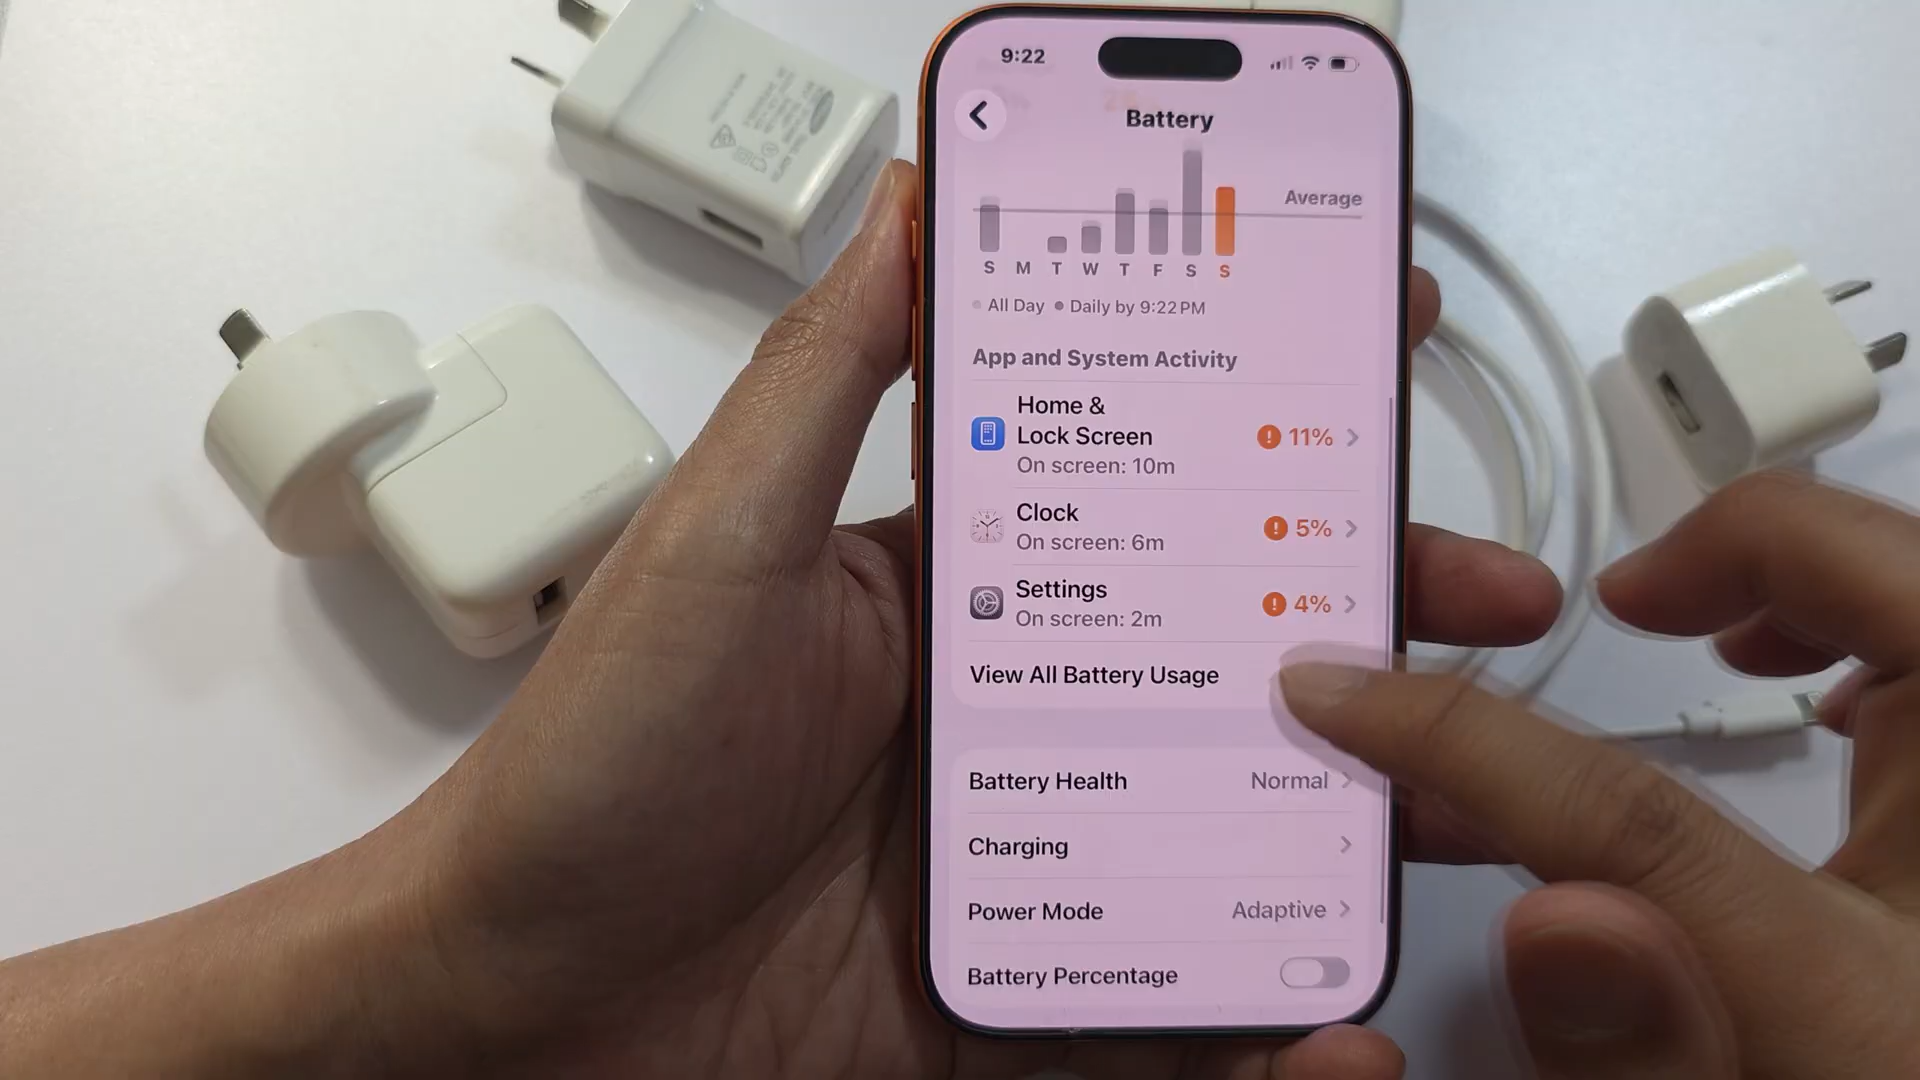 9:22
Battery
Average
S M T W T F S S
All Day Daily by 9:22 PM
App and System Activity
Home &
Lock Screen
11%
On screen: 10m
Clock
5%
On screen: 6m
Settings
4%
On screen: 2m
View All Battery Usage
Battery Health Normal
Charging
Power Mode Adaptive
Battery Percentage